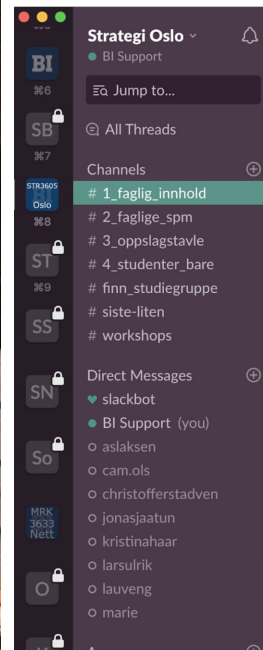 BI
⌘6
SB
⌘7
STR3605
BI
Oslo
⌘8
ST
⌘9
SS
SN
So
MRK
3633
Nett
O
Strategi Oslo
BI Support
Jump to...
All Threads
Channels
# 1_faglig_innhold
# 2_faglige_spm
# 3_oppslagstavle
# 4_studenter_bare
# finn_studiegruppe
# siste-liten
# workshops
Direct Messages
slackbot
BI Support (you)
aslaksen
cam.ols
christofferstadven
jonasjaatun
kristinahaar
larsulrik
lauveng
marie